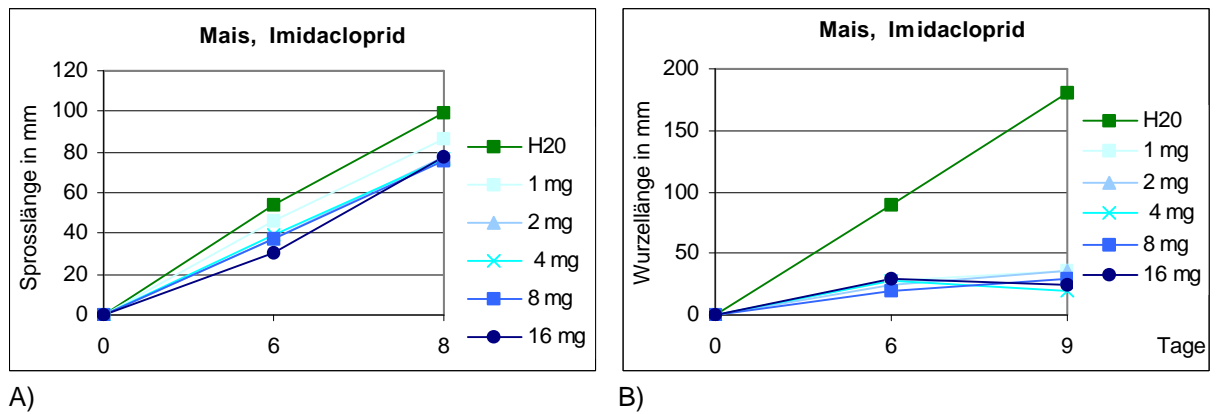 Mais, Imidacloprid
Sprosslänge in mm
120
100
80
60
40
20
0
0 6 8
H20
1 mg
2 mg
4 mg
8 mg
16 mg
A)
Mais, Imidacloprid
Wurzellänge in mm
200
150
100
50
0
0 6 9 Tage
H20
1 mg
2 mg
4 mg
8 mg
16 mg
B)